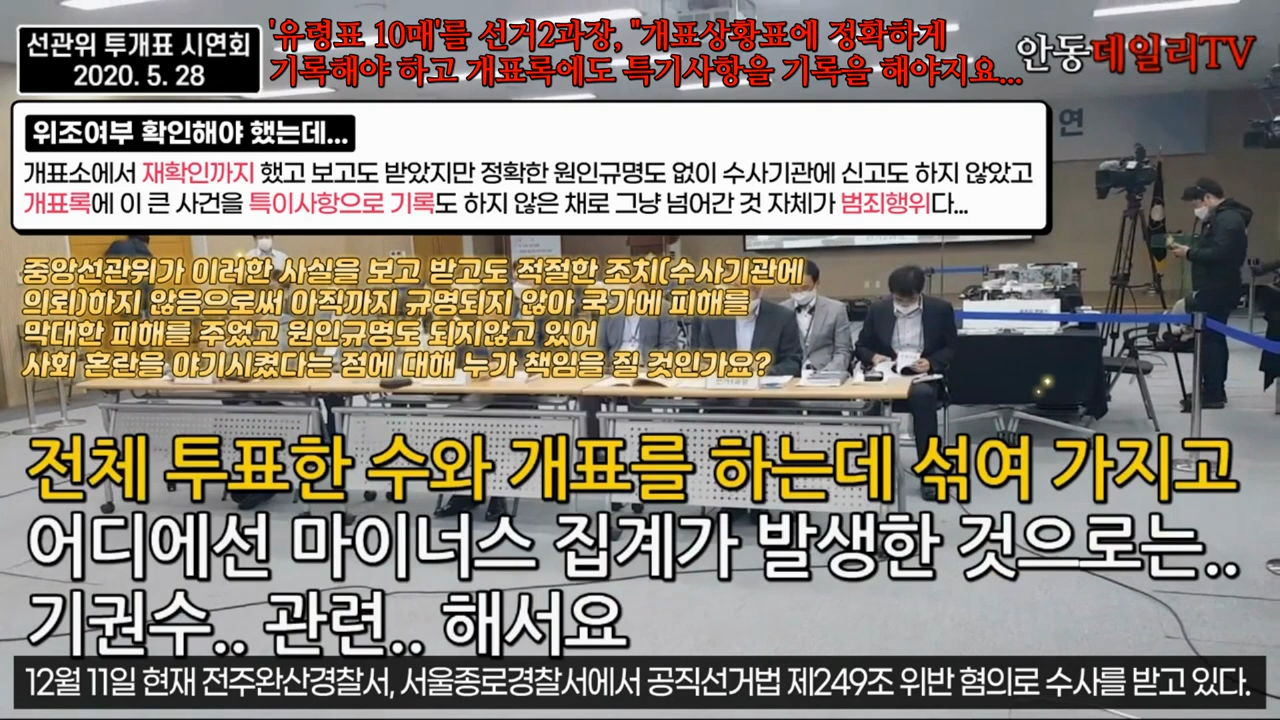 선관위 투개표 시연회
2020. 5. 28
'유령표 10매'를 선거2과장, "개표상황표에 정확하게
기록해야 하고 개표록에도 특기사항을 기록을 해야지요...
안동데일리TV
연
위조여부 확인해야 했는데...
개표소에서 재확인까지 했고 보고도 받았지만 정확한 원인규명도 없이 수사기관에 신고도 하지 않았고
개표록에 이 큰 사건을 특이사항으로 기록도 하지 않은 채로 그냥 넘어간 것 자체가 범죄행위다...
중앙선관위가 이러한 사실을 보고 받고도 적절한 조치(수사기관에
의뢰)하지 않음으로써 아직까지 규명되지 않아 국가에 피해를
막대한 피해를 주었고 원인규명도 되지않고 있어
사회 혼란을 야기시켰다는 점에 대해 누가 책임을 질 것인가요?
전체 투표한 수와 개표를 하는데 섞여 가지고
어디에선 마이너스 집계가 발생한 것으로는..
기권수.. 관련.. 해서요
12월 11일 현재 전주완산경찰서, 서울종로경찰서에서 공직선거법 제249조 위반 혐의로 수사를 받고 있다.